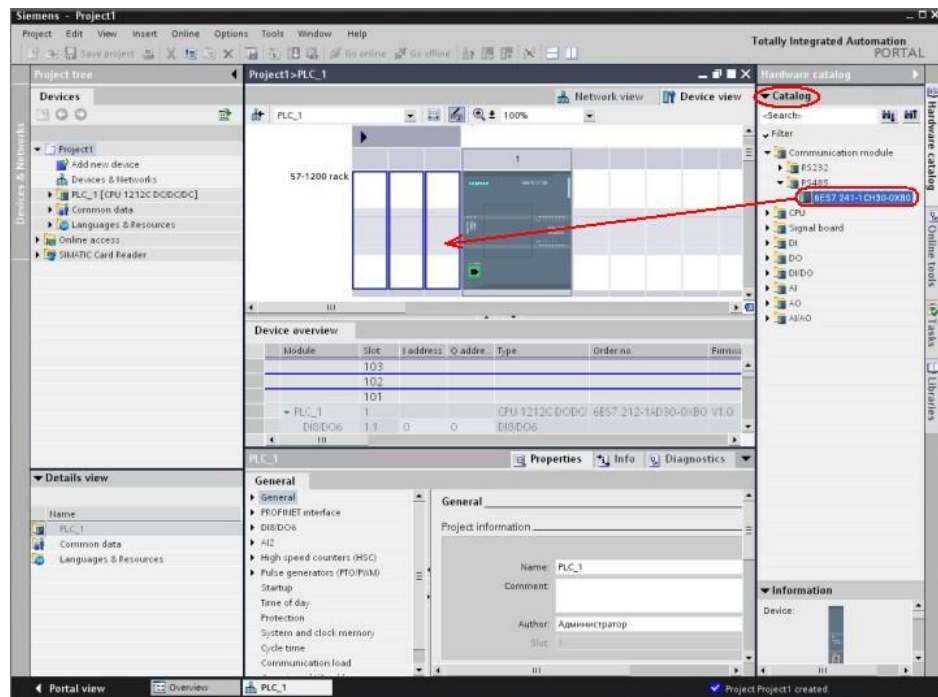 Siemens - Project1
Project Edit View Insert Online Options Tools Window Help
Save project
Go online
Go offline
Totally Integrated Automation
PORTAL
Project tree
Project1>PLC_1
Hardware catalog
Devices
Network view
Device view
Catalog
PLC_1
100%
<Search>
Filter
Project1
Add new device
Devices & Networks
PLC_1 [CPU 1212C DC/DC/DC]
Common data
Languages & Resources
Online access
SIMATIC Card Reader
S7-1200 rack
1
SIEMENS
Communication module
RS232
RS485
6ES7 241-1CH30-0XB0
CPU
Signal board
DI
DO
DI/DO
AI
AO
AI/AO
Devices & Networks
Hardware catalog
Online tools
Tasks
Libraries
Device overview
Module Slot I address Q addre... Type Order no. Firmwa
103
102
101
PLC_1 1 CPU 1212C DC/DC/ 6ES7 212-1AD30-0XB0 V1.0
DI8/DO6 1.1 0 0 DI8/DO6
PLC_1
Properties
Info
Diagnostics
Details view
Name
PLC_1
Common data
Languages & Resources
General
General
PROFINET interface
DI8/DO6
AI2
High speed counters (HSC)
Pulse generators (PTO/PWM)
Startup
Time of day
Protection
System and clock memory
Cycle time
Communication load
General
Project information
Name: PLC_1
Comment:
Author: Администратор
Slot: 1
Information
Device:
Portal view
Overview
PLC_1
Project Project1 created.